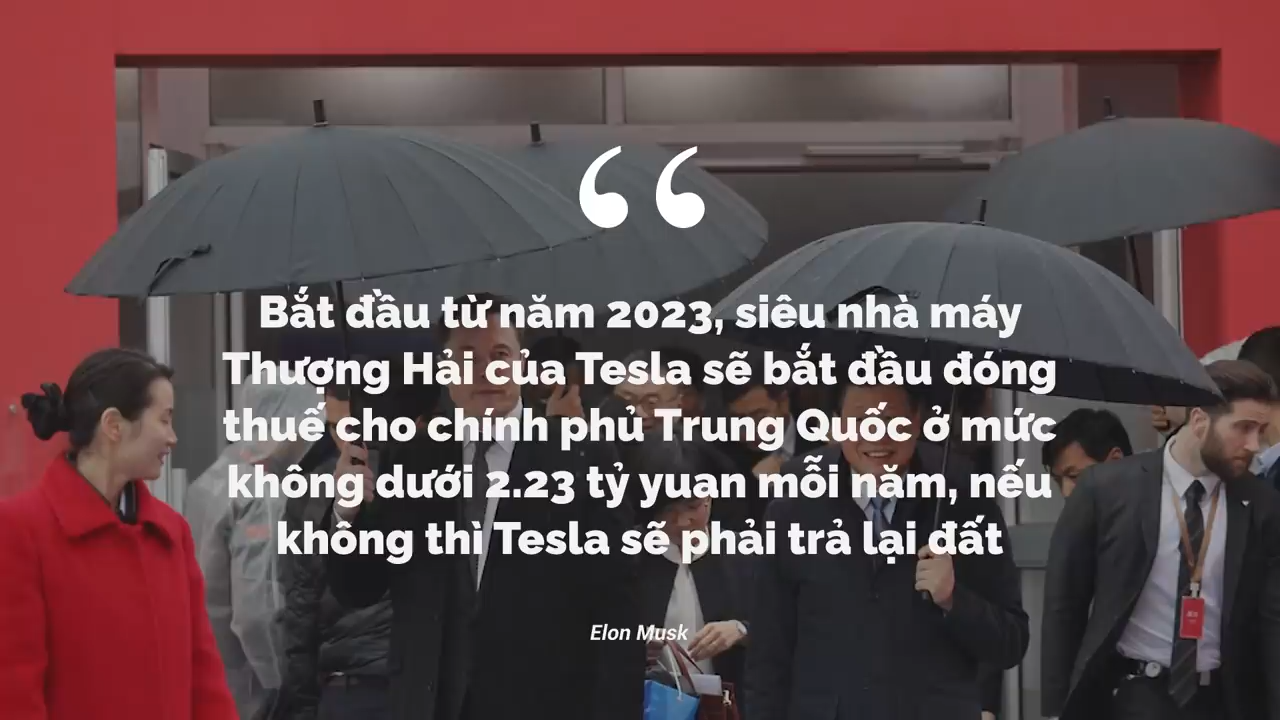 “
Bắt đầu từ năm 2023, siêu nhà máy
Thượng Hải của Tesla sẽ bắt đầu đóng
thuế cho chính phủ Trung Quốc ở mức
không dưới 2.23 tỷ yuan mỗi năm, nếu
không thì Tesla sẽ phải trả lại đất
Elon Musk